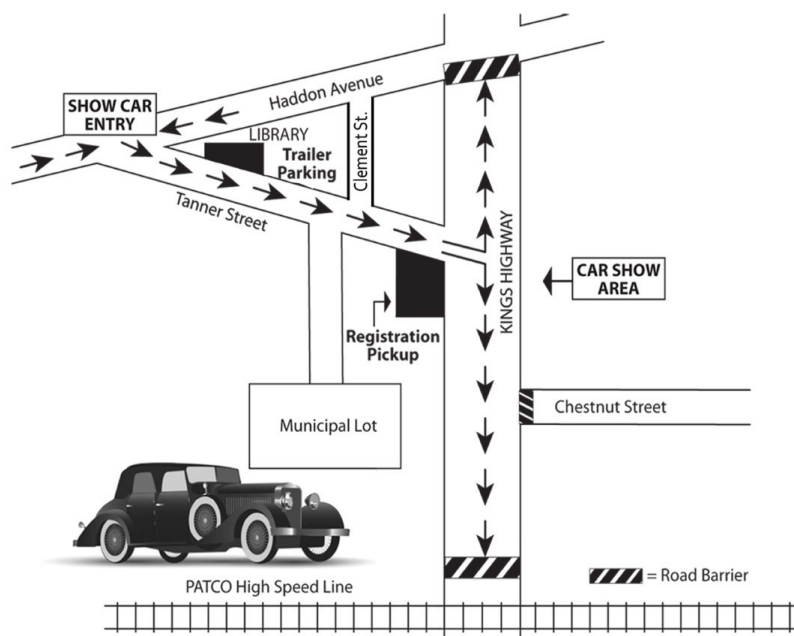 Haddon Avenue
SHOW CAR
ENTRY
LIBRARY
Trailer
Parking
Clement St.
Tanner Street
KINGS HIGHWAY
CAR SHOW
AREA
Registration
Pickup
Chestnut Street
Municipal Lot
= Road Barrier
PATCO High Speed Line